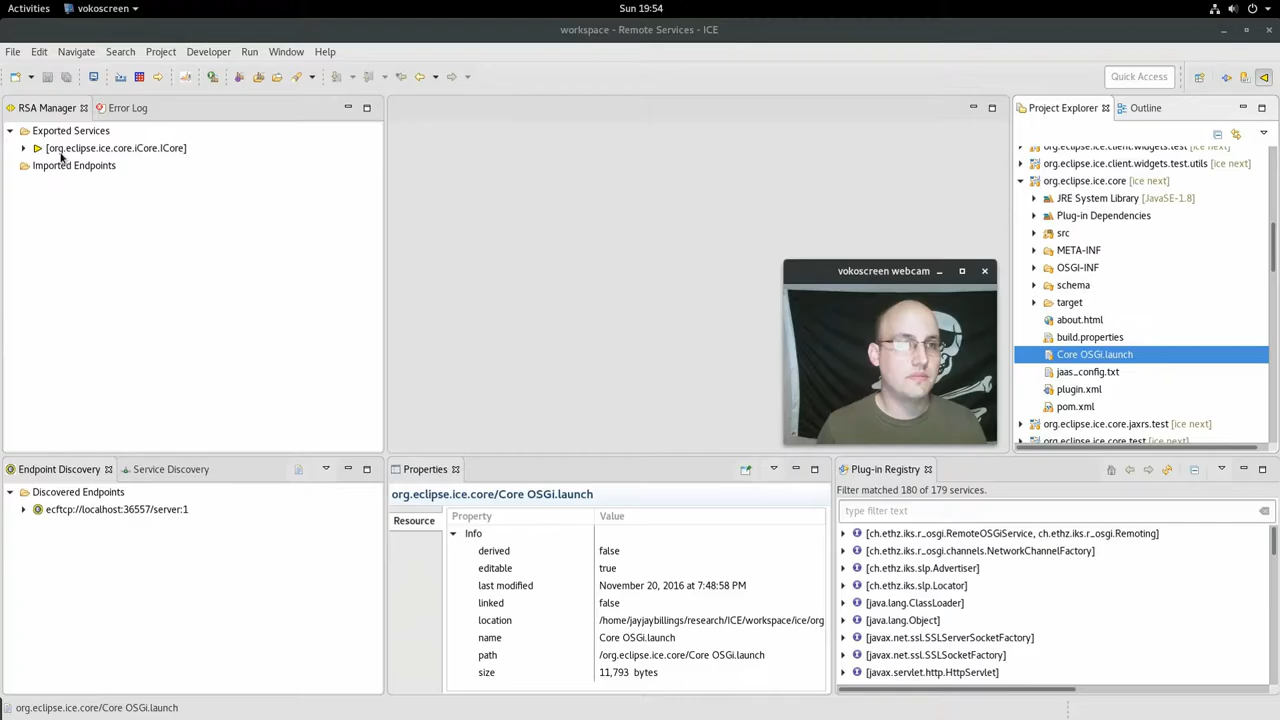 Activities vokoscreen Sun 19:54
workspace - Remote Services - ICE
File Edit Navigate Search Project Developer Run Window Help
Quick Access
RSA Manager Error Log
Exported Services
[org.eclipse.ice.core.iCore.ICore]
Imported Endpoints
vokoscreen webcam
Project Explorer Outline
org.eclipse.ice.client.widgets.test [ice next]
org.eclipse.ice.client.widgets.test.utils [ice next]
org.eclipse.ice.core [ice next]
JRE System Library [JavaSE-1.8]
Plug-in Dependencies
src
META-INF
OSGI-INF
schema
target
about.html
build.properties
Core OSGi.launch
jaas_config.txt
plugin.xml
pom.xml
org.eclipse.ice.core.jaxrs.test [ice next]
org.eclipse.ice.core.test [ice next]
Endpoint Discovery Service Discovery
Discovered Endpoints
ecftcp://localhost:36557/server:1
Properties
org.eclipse.ice.core/Core OSGi.launch
Resource
Property Value
Info
derived false
editable true
last modified November 20, 2016 at 7:48:58 PM
linked false
location /home/jayjaybillings/research/ICE/workspace/ice/org
name Core OSGi.launch
path /org.eclipse.ice.core/Core OSGi.launch
size 11,793 bytes
Plug-in Registry
Filter matched 180 of 179 services.
type filter text
[ch.ethz.iks.r_osgi.RemoteOSGiService, ch.ethz.iks.r_osgi.Remoting]
[ch.ethz.iks.r_osgi.channels.NetworkChannelFactory]
[ch.ethz.iks.slp.Advertiser]
[ch.ethz.iks.slp.Locator]
[java.lang.ClassLoader]
[java.lang.Object]
[javax.net.ssl.SSLServerSocketFactory]
[javax.net.ssl.SSLSocketFactory]
[javax.servlet.http.HttpServlet]
org.eclipse.ice.core/Core OSGi.launch